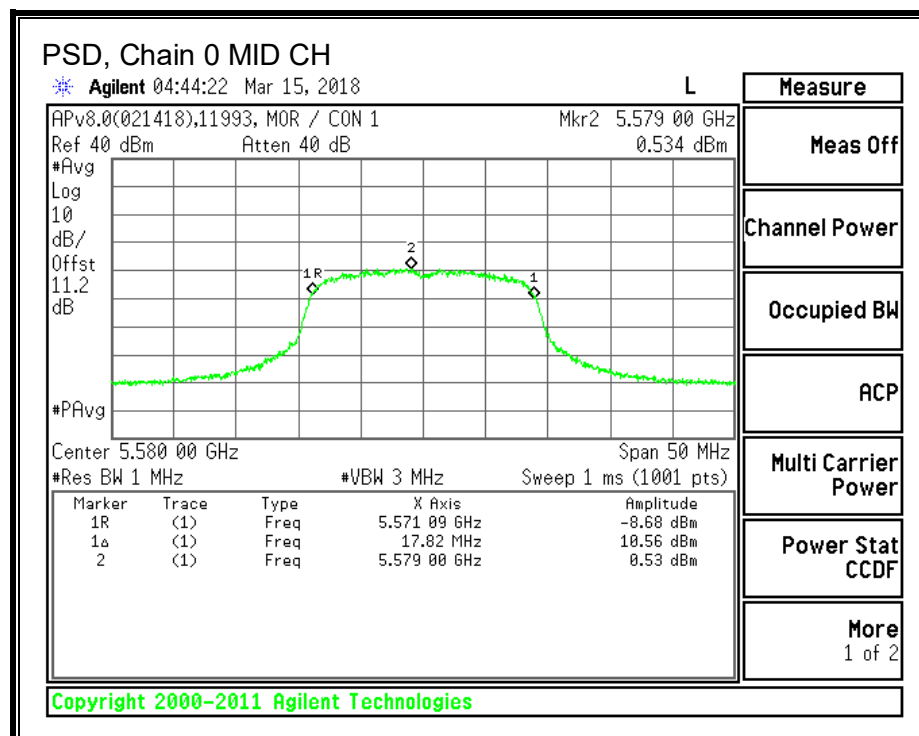 PSD, Chain 0 MID CH
Agilent 04:44:22 Mar 15, 2018 L
APv8.0(021418),11993, MOR / CON 1 Mkr2 5.579 00 GHz
Ref 40 dBm Atten 40 dB 0.534 dBm
#Avg
Log
10
dB/
Offst
11.2
dB
#PAvg
1R
2
1
Center 5.580 00 GHz Span 50 MHz
#Res BW 1 MHz #VBW 3 MHz Sweep 1 ms (1001 pts)
Marker Trace Type X Axis Amplitude
1R (1) Freq 5.571 09 GHz -8.68 dBm
1Δ (1) Freq 17.82 MHz 10.56 dBm
2 (1) Freq 5.579 00 GHz 0.53 dBm
Measure
Meas Off
Channel Power
Occupied BW
ACP
Multi Carrier
Power
Power Stat
CCDF
More
1 of 2
Copyright 2000-2011 Agilent Technologies